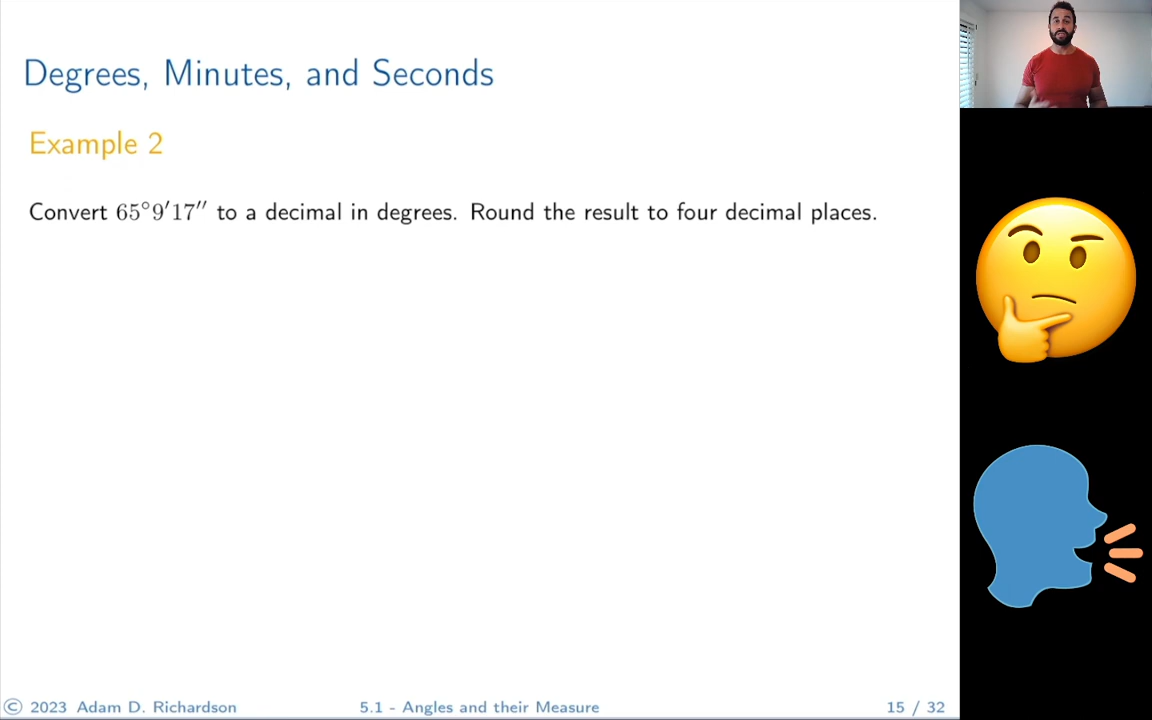 Degrees, Minutes, and Seconds
Example 2
Convert 65°9′17″ to a decimal in degrees. Round the result to four decimal places.
© 2023 Adam D. Richardson 5.1 - Angles and their Measure 15 / 32